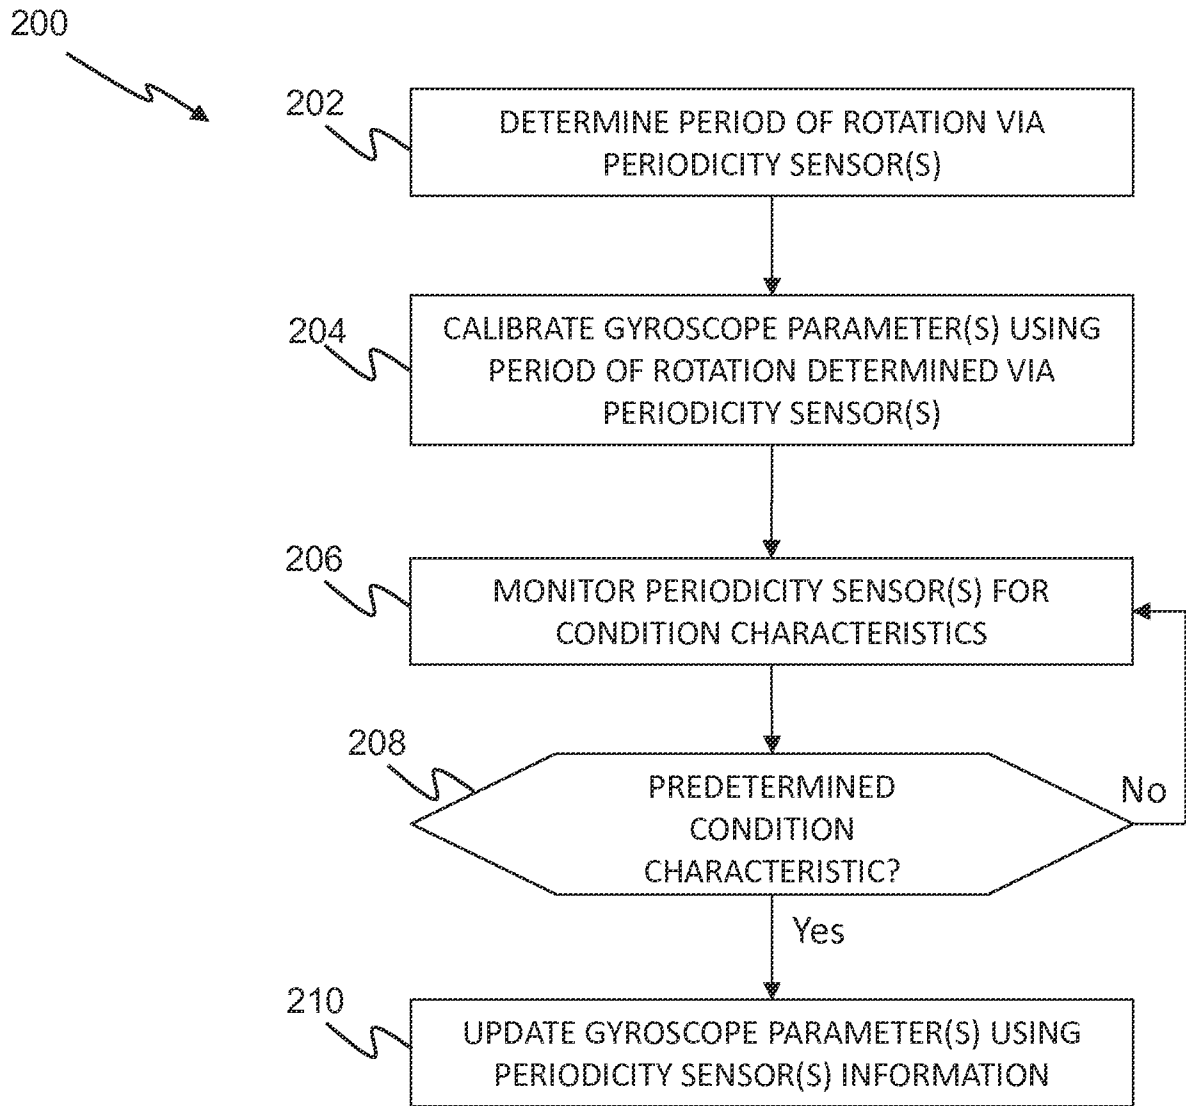 200
202
DETERMINE PERIOD OF ROTATION VIA
PERIODICITY SENSOR(S)
204
CALIBRATE GYROSCOPE PARAMETER(S) USING
PERIOD OF ROTATION DETERMINED VIA
PERIODICITY SENSOR(S)
206
MONITOR PERIODICITY SENSOR(S) FOR
CONDITION CHARACTERISTICS
208
PREDETERMINED
CONDITION
CHARACTERISTIC?
No
Yes
210
UPDATE GYROSCOPE PARAMETER(S) USING
PERIODICITY SENSOR(S) INFORMATION